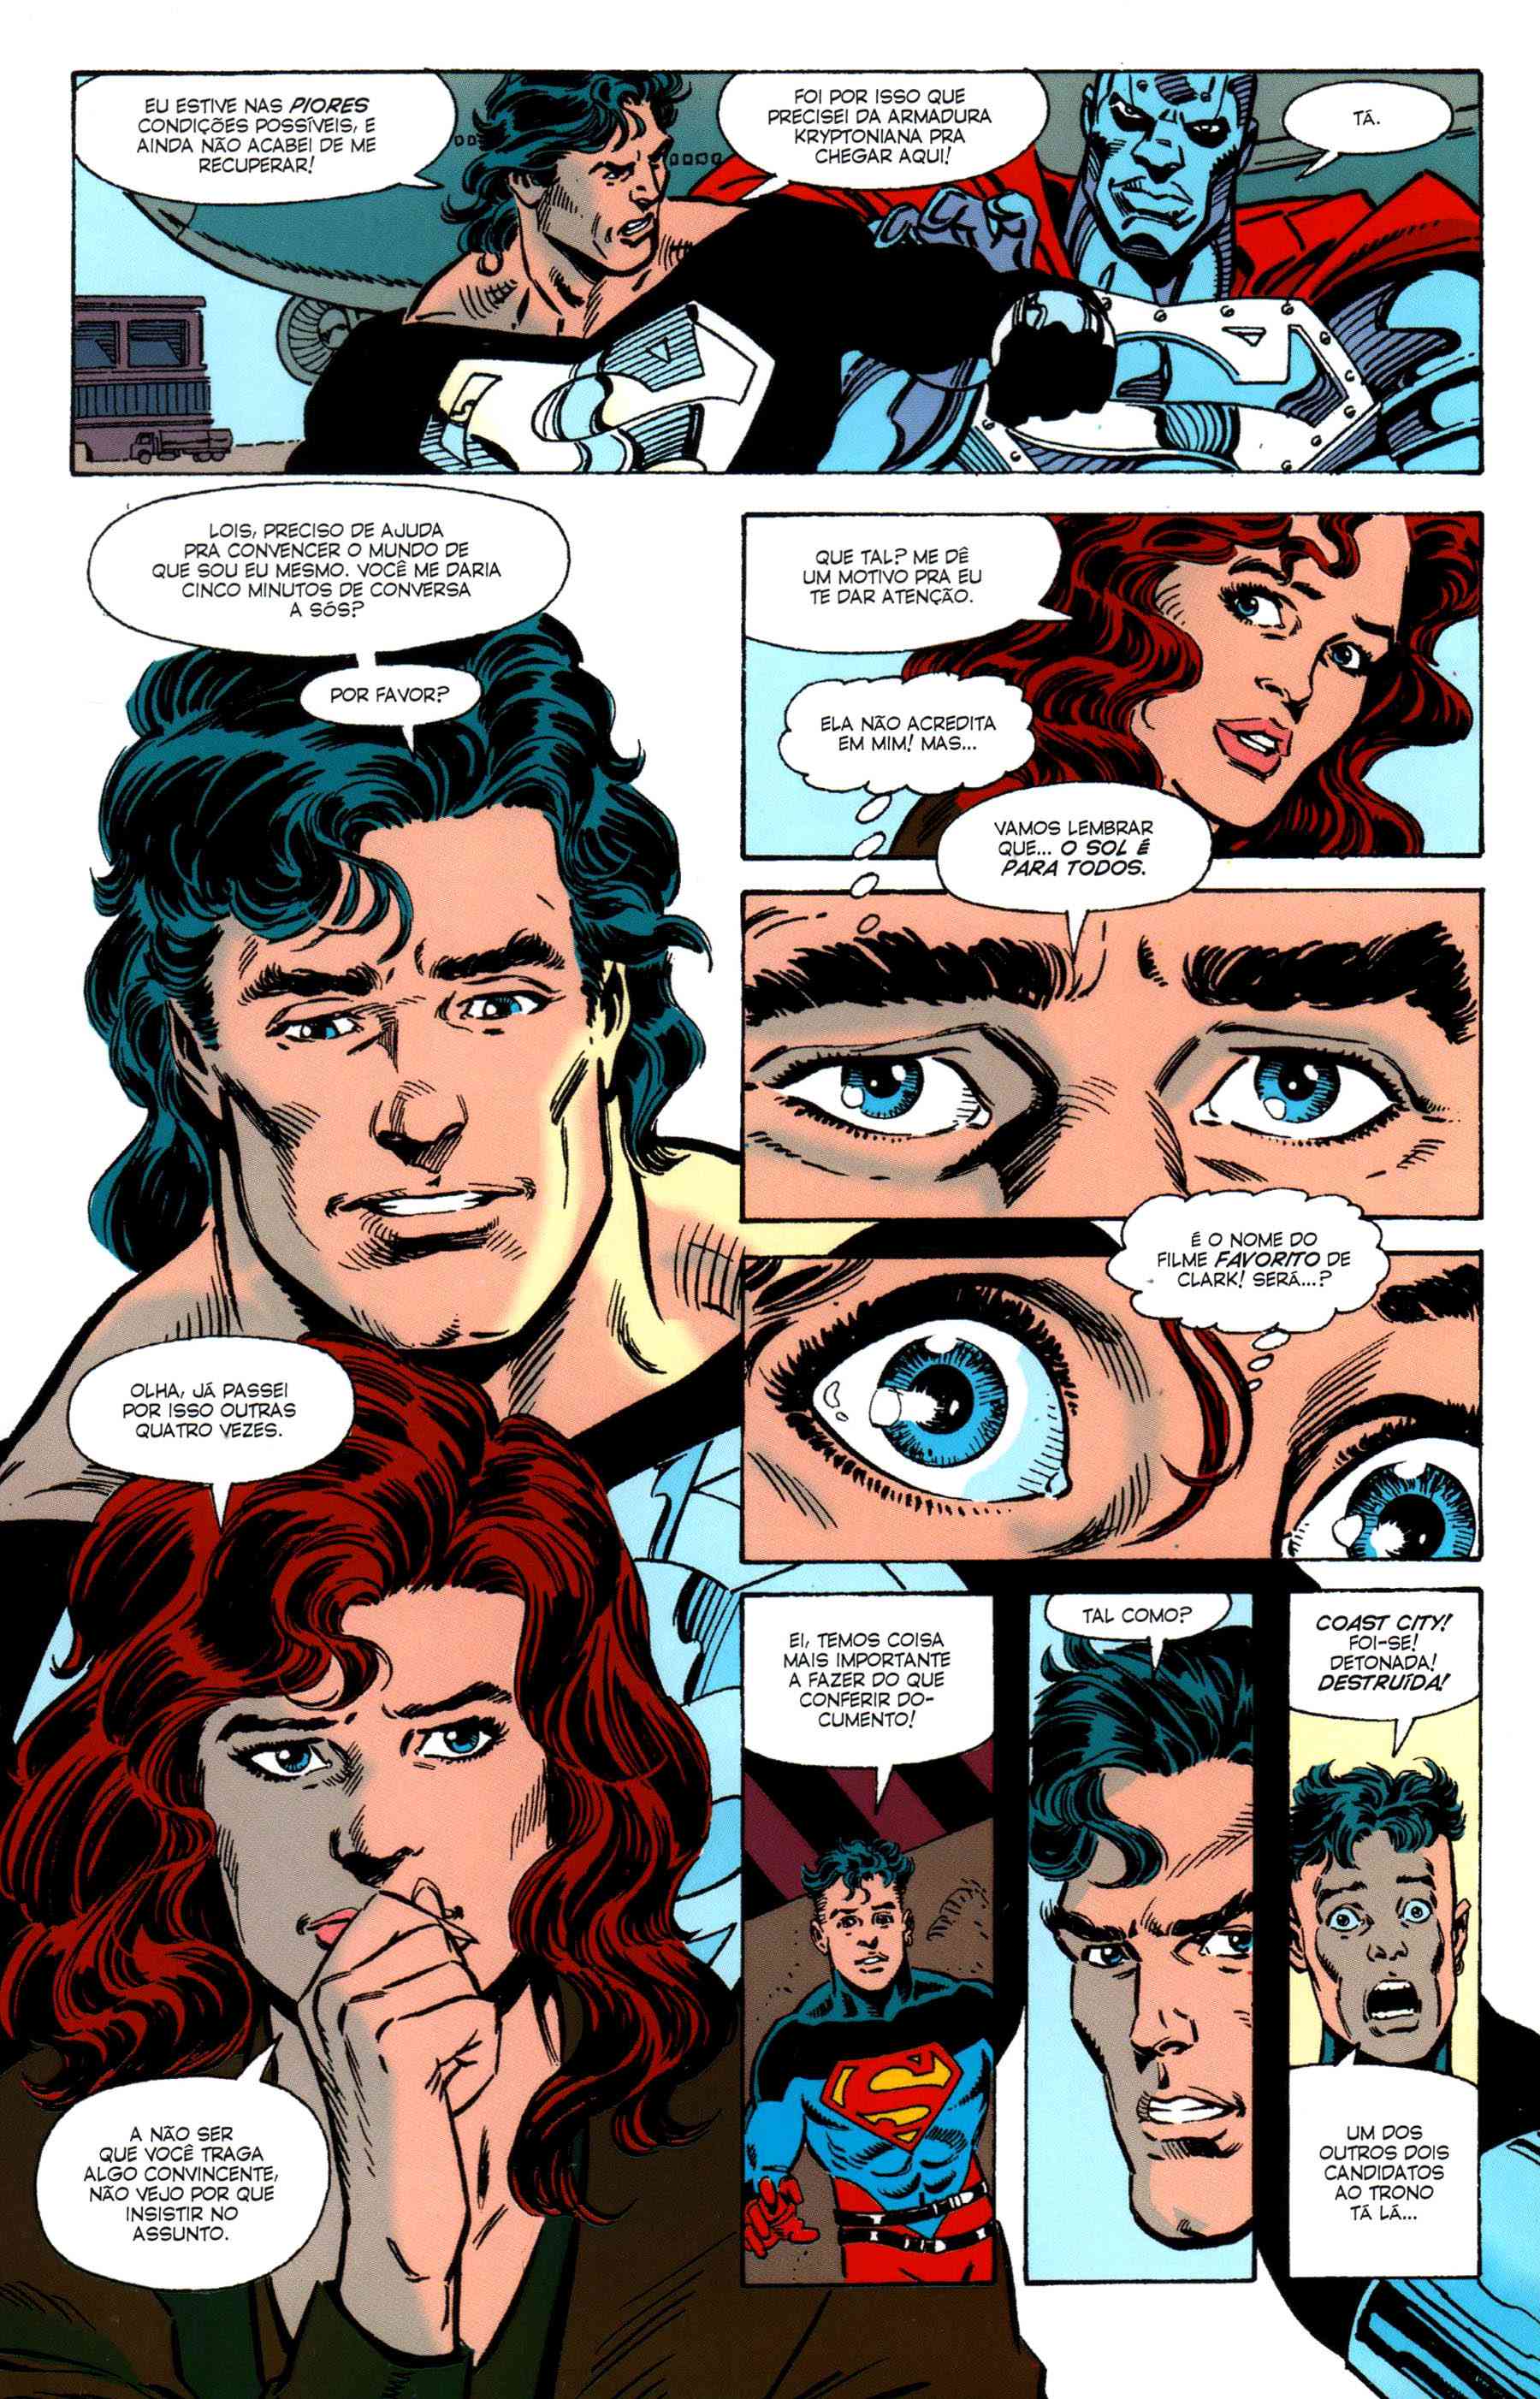 EU ESTIVE NAS PIORES
CONDIÇÕES POSSÍVEIS, E
AINDA NÃO ACABEI DE ME
RECUPERAR!
FOI POR ISSO QUE
PRECISEI DA ARMADURA
KRYPTONIANA PRA
CHEGAR AQUI!
TÁ.
LOIS, PRECISO DE AJUDA
PRA CONVENCER O MUNDO DE
QUE SOU EU MESMO. VOCÊ ME DARIA
CINCO MINUTOS DE CONVERSA
A SÓS?
POR FAVOR?
OLHA, JÁ PASSEI
POR ISSO OUTRAS
QUATRO VEZES.
A NÃO SER
QUE VOCÊ TRAGA
ALGO CONVINCENTE,
NÃO VEJO POR QUE
INSISTIR NO
ASSUNTO.
QUE TAL? ME DÊ
UM MOTIVO PRA EU
TE DAR ATENÇÃO.
ELA NÃO ACREDITA
EM MIM! MAS...
VAMOS LEMBRAR
QUE... O SOL É
PARA TODOS.
É O NOME DO
FILME FAVORITO DE
CLARK! SERÁ...?
EI, TEMOS COISA
MAIS IMPORTANTE
A FAZER DO QUE
CONFERIR DO-
CUMENTO!
TAL COMO?
COAST CITY!
FOI-SE!
DETONADA!
DESTRUÍDA!
UM DOS
OUTROS DOIS
CANDIDATOS
AO TRONO
TÁ LÁ...